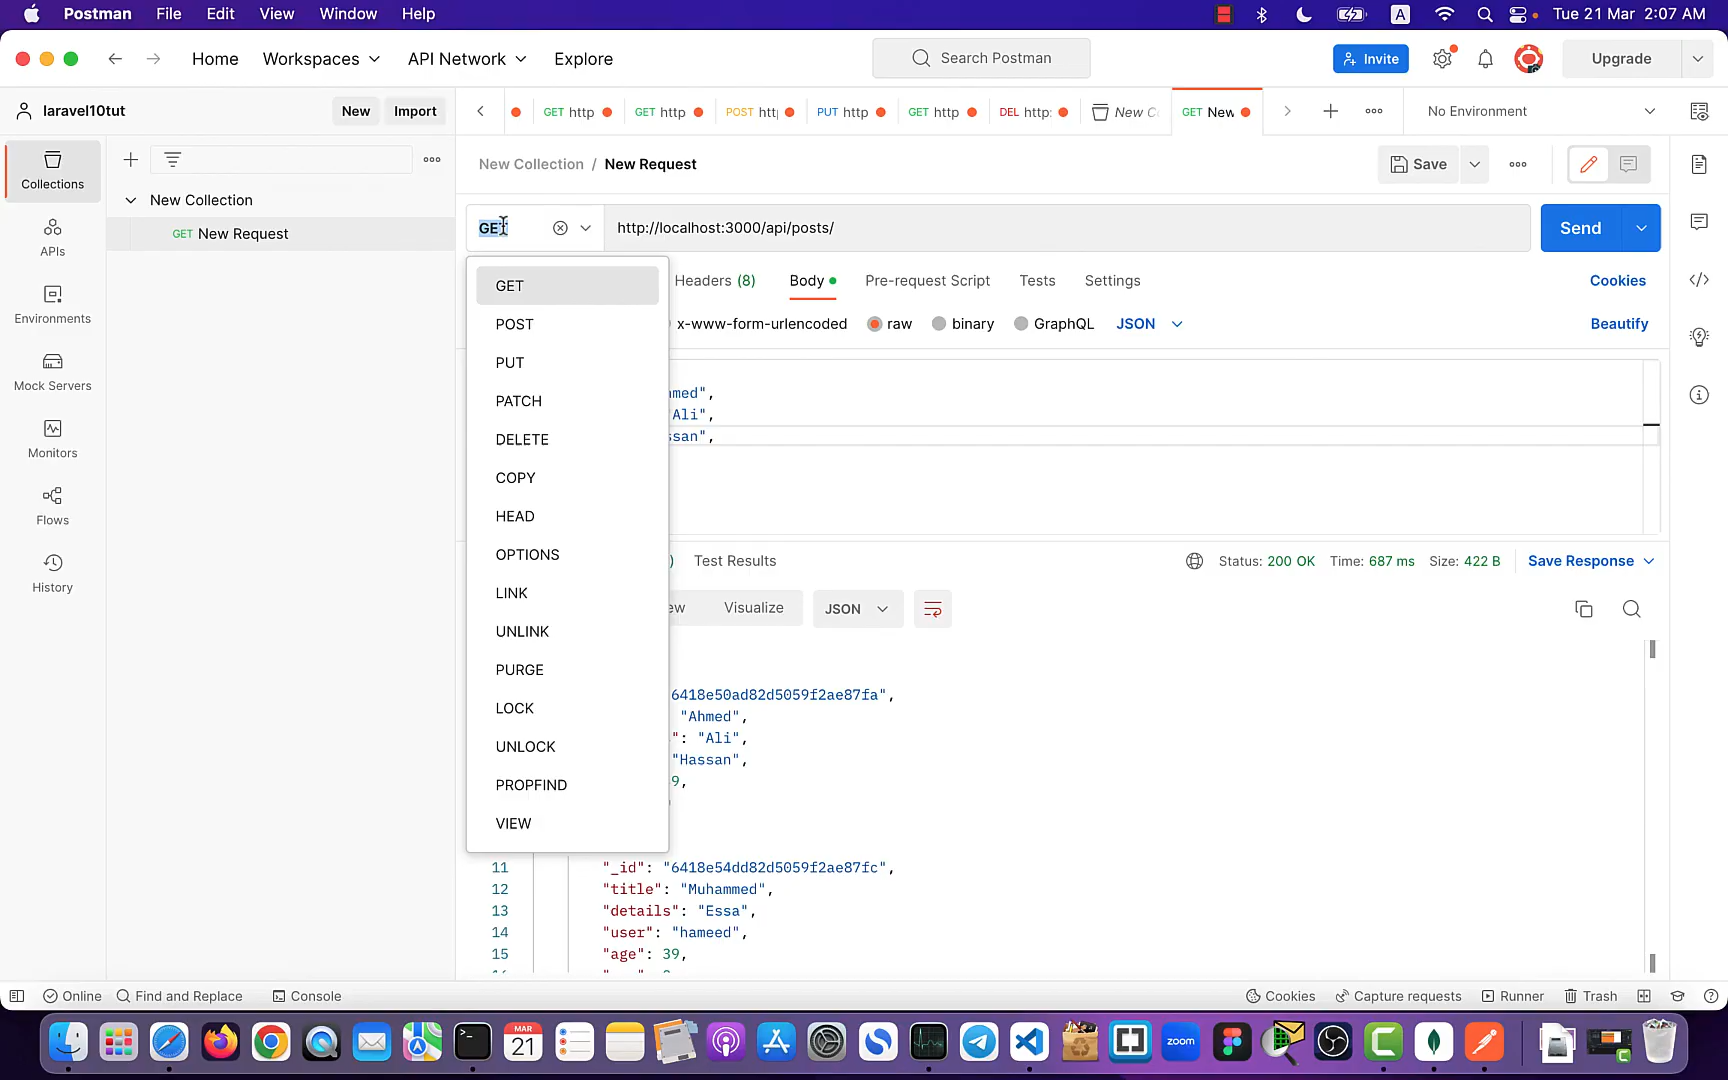 Postman File Edit View Window Help
A
Tue 21 Mar 2:07 AM
Home Workspaces API Network Explore
Search Postman
Invite
Upgrade
laravel10tut
New Import
GET http GET http POST htt PUT http GET http DEL http: New C GET New
No Environment
Collections
APIs
Environments
Mock Servers
Monitors
Flows
History
New Collection
GET New Request
New Collection / New Request
Save
GET
http://localhost:3000/api/posts/
Send
GET
POST
PUT
PATCH
DELETE
COPY
HEAD
OPTIONS
LINK
UNLINK
PURGE
LOCK
UNLOCK
PROPFIND
VIEW
Headers (8) Body Pre-request Script Tests Settings
Cookies
x-www-form-urlencoded raw binary GraphQL JSON
Beautify
med",
"Ali",
ssan",
) Test Results
Status: 200 OK Time: 687 ms Size: 422 B
Save Response
ew Visualize JSON
6418e50ad82d5059f2ae87fa",
"Ahmed",
": "Ali",
"Hassan",
9,
11 "_id": "6418e54dd82d5059f2ae87fc",
12 "title": "Muhammed",
13 "details": "Essa",
14 "user": "hameed",
15 "age": 39,
Online Find and Replace Console
Cookies Capture requests Runner Trash
MAR
21
zoom